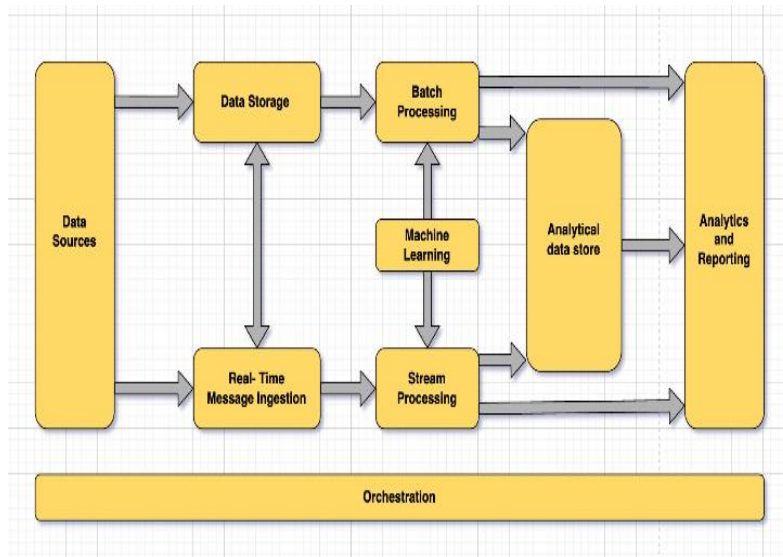 Data
Sources
Data Storage
Batch
Processing
Machine
Learning
Real- Time
Message Ingestion
Stream
Processing
Analytical
data store
Analytics
and
Reporting
Orchestration